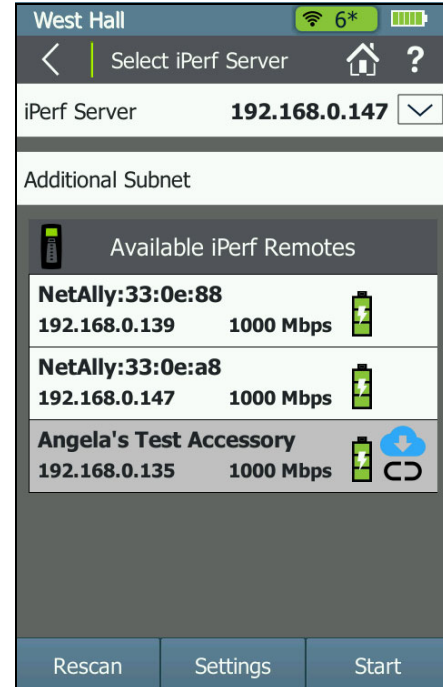 West Hall 6*
Select iPerf Server ?
iPerf Server 192.168.0.147
Additional Subnet
Available iPerf Remotes
NetAlly:33:0e:88
192.168.0.139 1000 Mbps
NetAlly:33:0e:a8
192.168.0.147 1000 Mbps
Angela's Test Accessory
192.168.0.135 1000 Mbps
Rescan Settings Start